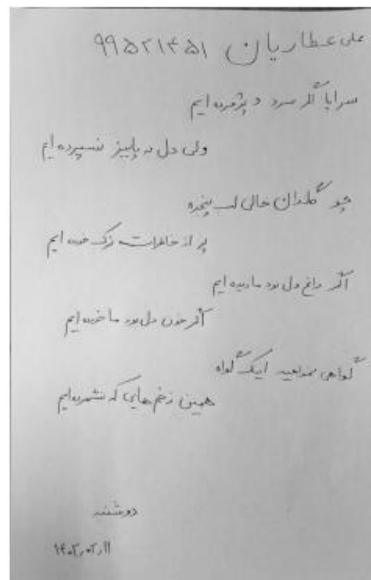 علی عطاریان ۹۹۵۲۱۴۵۱
سراپا اگر سرد و پژمرده ایم
ولی دل به پاییز نسپرده ایم
چو گلدان خالی لب پنجره
پر از خاطرات ترک خورده ایم
اگر داغ دل بود ما دیده ایم
اگر خون دل بود ما خورده ایم
گواهی بخواهید اینک گواه
همین زخم هایی که نشمرده ایم
دوشنبه
۱۴۰۲,۰۲,۱۱